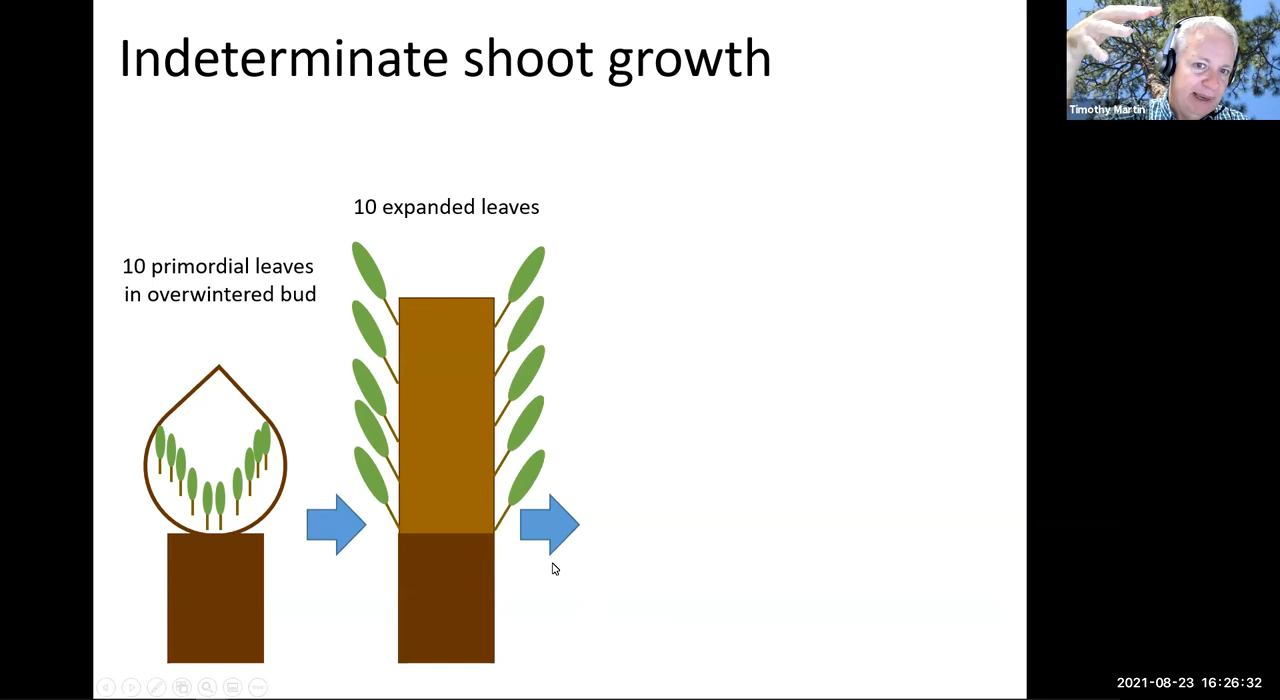 Indeterminate shoot growth
Timothy Martin
10 expanded leaves
10 primordial leaves
in overwintered bud
2021-08-23 16:26:32